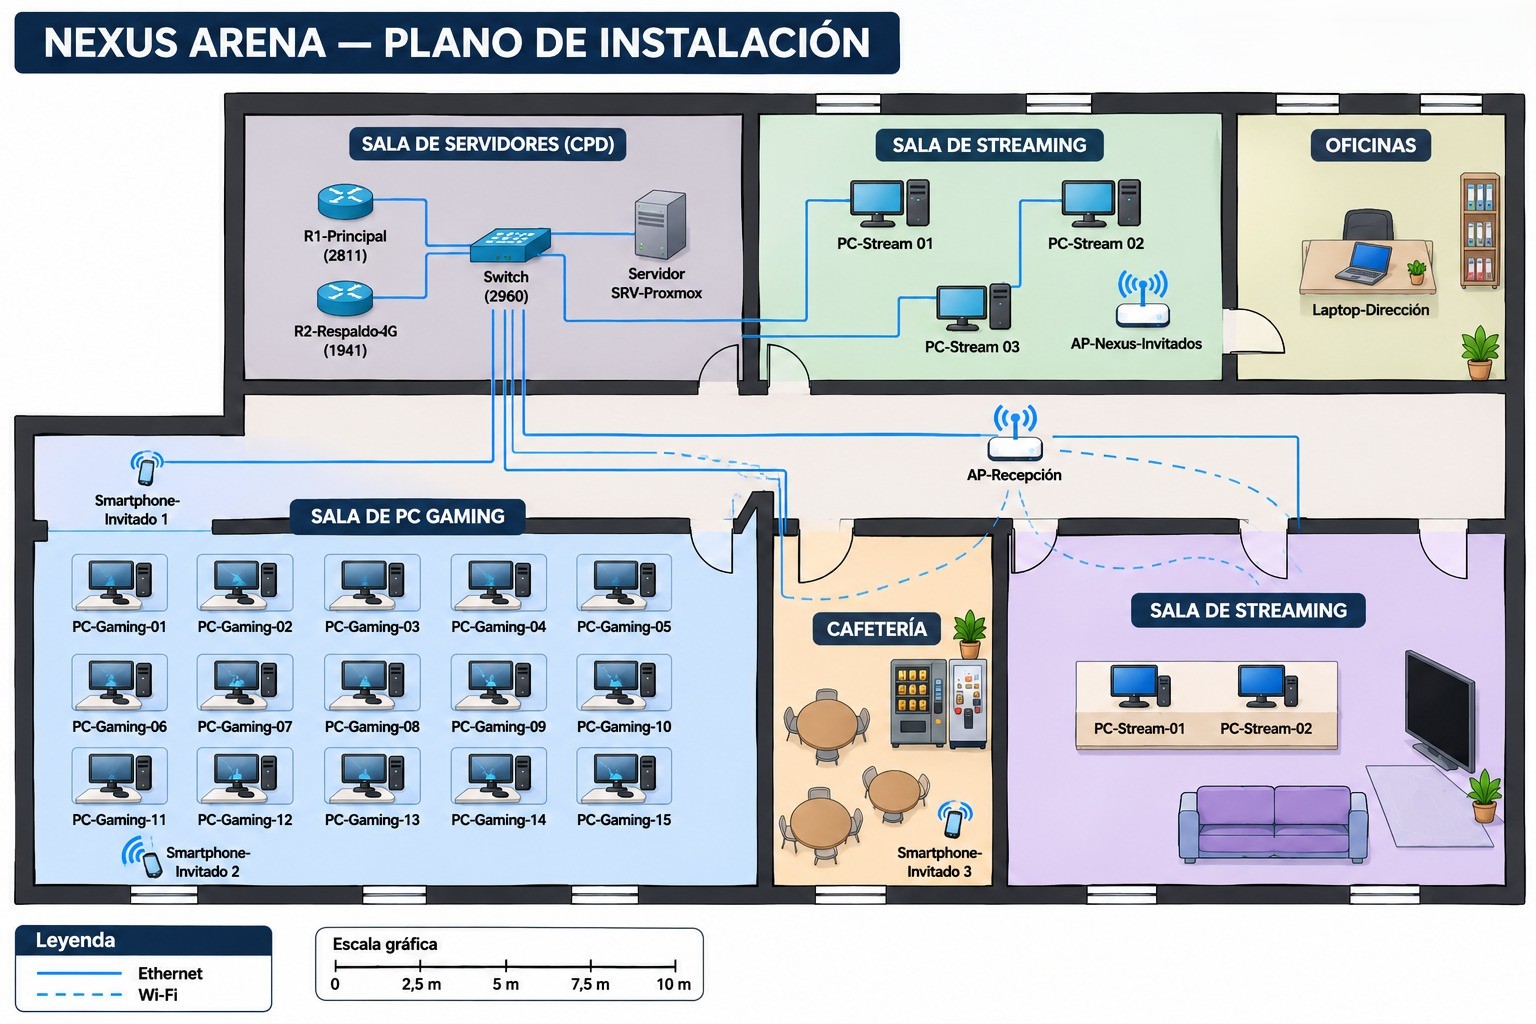 NEXUS ARENA — PLANO DE INSTALACIÓN
SALA DE SERVIDORES (CPD)
R1-Principal
(2811)
R2-Respaldo-4G
(1941)
Switch
(2960)
Servidor
SRV-Proxmox
SALA DE STREAMING
PC-Stream 01
PC-Stream 02
PC-Stream 03
AP-Nexus-Invitados
OFICINAS
Laptop-Dirección
AP-Recepción
Smartphone-
Invitado 1
SALA DE PC GAMING
PC-Gaming-01
PC-Gaming-02
PC-Gaming-03
PC-Gaming-04
PC-Gaming-05
PC-Gaming-06
PC-Gaming-07
PC-Gaming-08
PC-Gaming-09
PC-Gaming-10
PC-Gaming-11
PC-Gaming-12
PC-Gaming-13
PC-Gaming-14
PC-Gaming-15
Smartphone-
Invitado 2
CAFETERÍA
Smartphone-
Invitado 3
SALA DE STREAMING
PC-Stream-01
PC-Stream-02
Leyenda
Ethernet
Wi-Fi
Escala gráfica
0 2,5 m 5 m 7,5 m 10 m